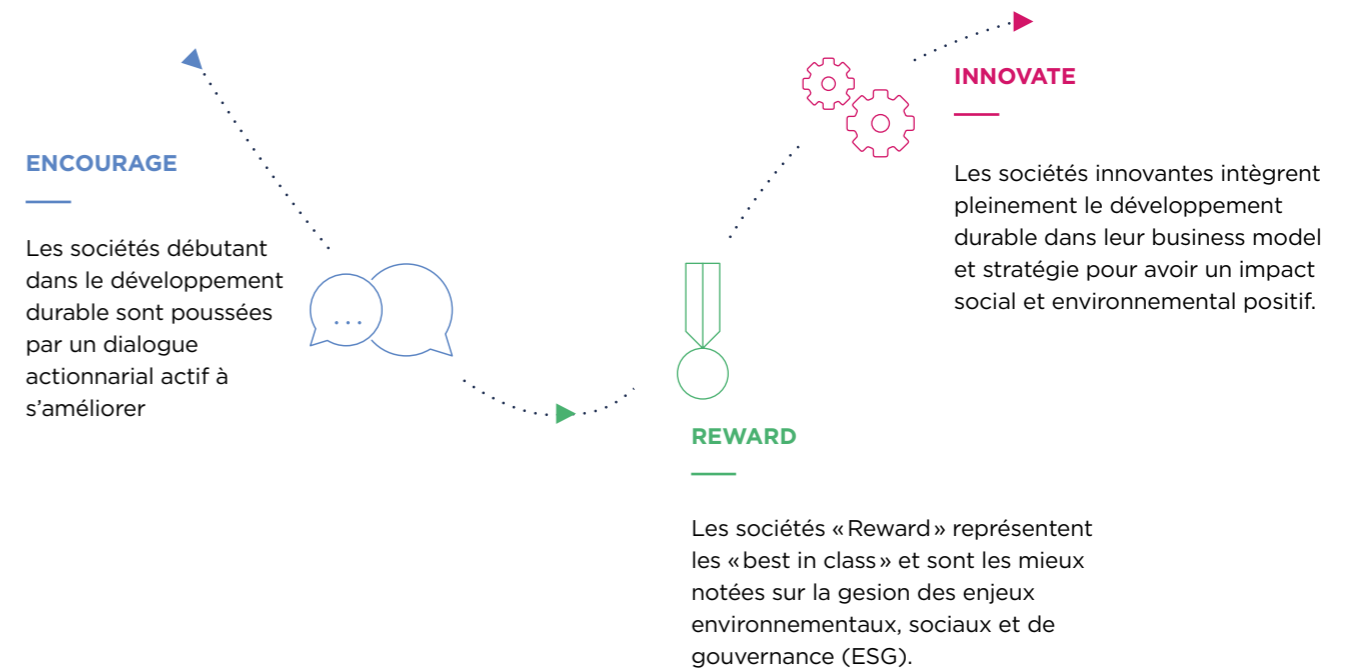 ENCOURAGE
Les sociétés débutant
dans le développement
durable sont poussées
par un dialogue
actionnarial actif à
s’améliorer
...
REWARD
Les sociétés « Reward » représentent
les « best in class » et sont les mieux
notées sur la gesion des enjeux
environnementaux, sociaux et de
gouvernance (ESG).
INNOVATE
Les sociétés innovantes intègrent
pleinement le développement
durable dans leur business model
et stratégie pour avoir un impact
social et environnemental positif.